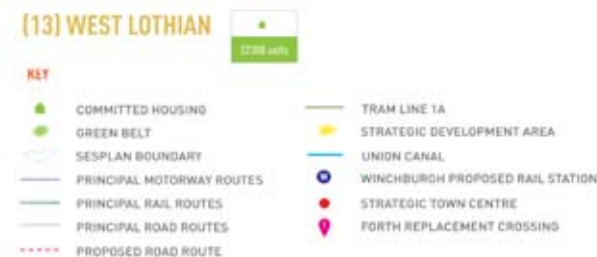 (13) WEST LOTHIAN
units
KEY
COMMITTED HOUSING
GREEN BELT
SESPLAN BOUNDARY
PRINCIPAL MOTORWAY ROUTES
PRINCIPAL RAIL ROUTES
PRINCIPAL ROAD ROUTES
PROPOSED ROAD ROUTE
TRAM LINE 1A
STRATEGIC DEVELOPMENT AREA
UNION CANAL
WINCHBURGH PROPOSED RAIL STATION
STRATEGIC TOWN CENTRE
FORTH REPLACEMENT CROSSING